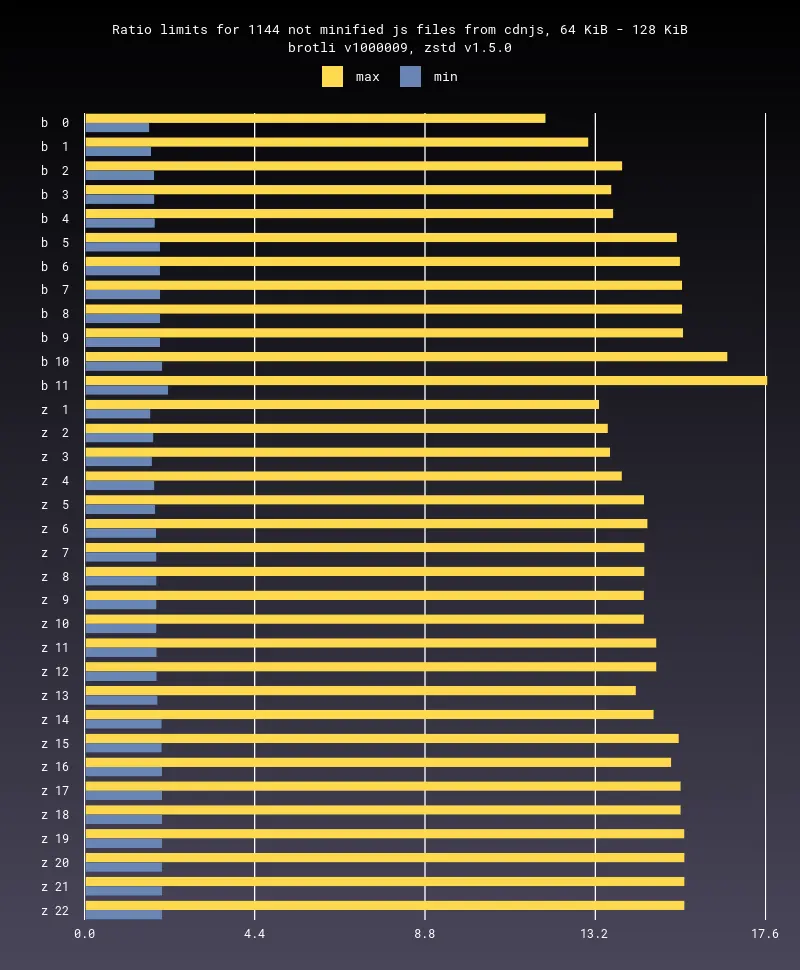 Ratio limits for 1144 not minified js files from cdnjs, 64 KiB - 128 KiB
brotli v1000009, zstd v1.5.0
max min
b 0
b 1
b 2
b 3
b 4
b 5
b 6
b 7
b 8
b 9
b 10
b 11
z 1
z 2
z 3
z 4
z 5
z 6
z 7
z 8
z 9
z 10
z 11
z 12
z 13
z 14
z 15
z 16
z 17
z 18
z 19
z 20
z 21
z 22
0.0 4.4 8.8 13.2 17.6